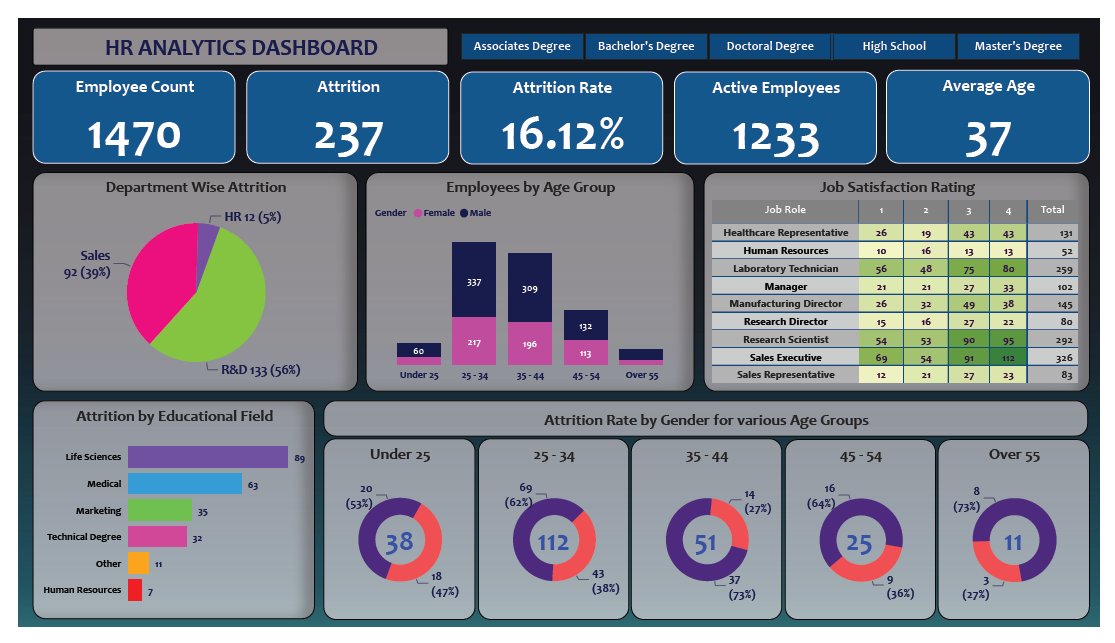 HR ANALYTICS DASHBOARD
Associates Degree Bachelor's Degree Doctoral Degree High School Master's Degree
Employee Count Attrition Attrition Rate Active Employees Average Age
1470 237 16.12% 1233 37
Department Wise Attrition
HR 12 (5%)
Sales
92 (39%)
R&D 133 (56%)
Employees by Age Group
Gender Female Male
337
309
217
196
132
113
60
Under 25 25 - 34 35 - 44 45 - 54 Over 55
Job Satisfaction Rating
Job Role 1 2 3 4 Total
Healthcare Representative 26 19 43 43 131
Human Resources 10 16 13 13 52
Laboratory Technician 56 48 75 80 259
Manager 21 21 27 33 102
Manufacturing Director 26 32 49 38 145
Research Director 15 16 27 22 80
Research Scientist 54 53 90 95 292
Sales Executive 69 54 91 112 326
Sales Representative 12 21 27 23 83
Attrition by Educational Field
Life Sciences 89
Medical 63
Marketing 35
Technical Degree 32
Other 11
Human Resources 7
Attrition Rate by Gender for various Age Groups
Under 25
20
(53%)
38
18
(47%)
25 - 34
69
(62%)
112
43
(38%)
35 - 44
14
(27%)
51
37
(73%)
45 - 54
16
(64%)
25
9
(36%)
Over 55
8
(73%)
11
3
(27%)